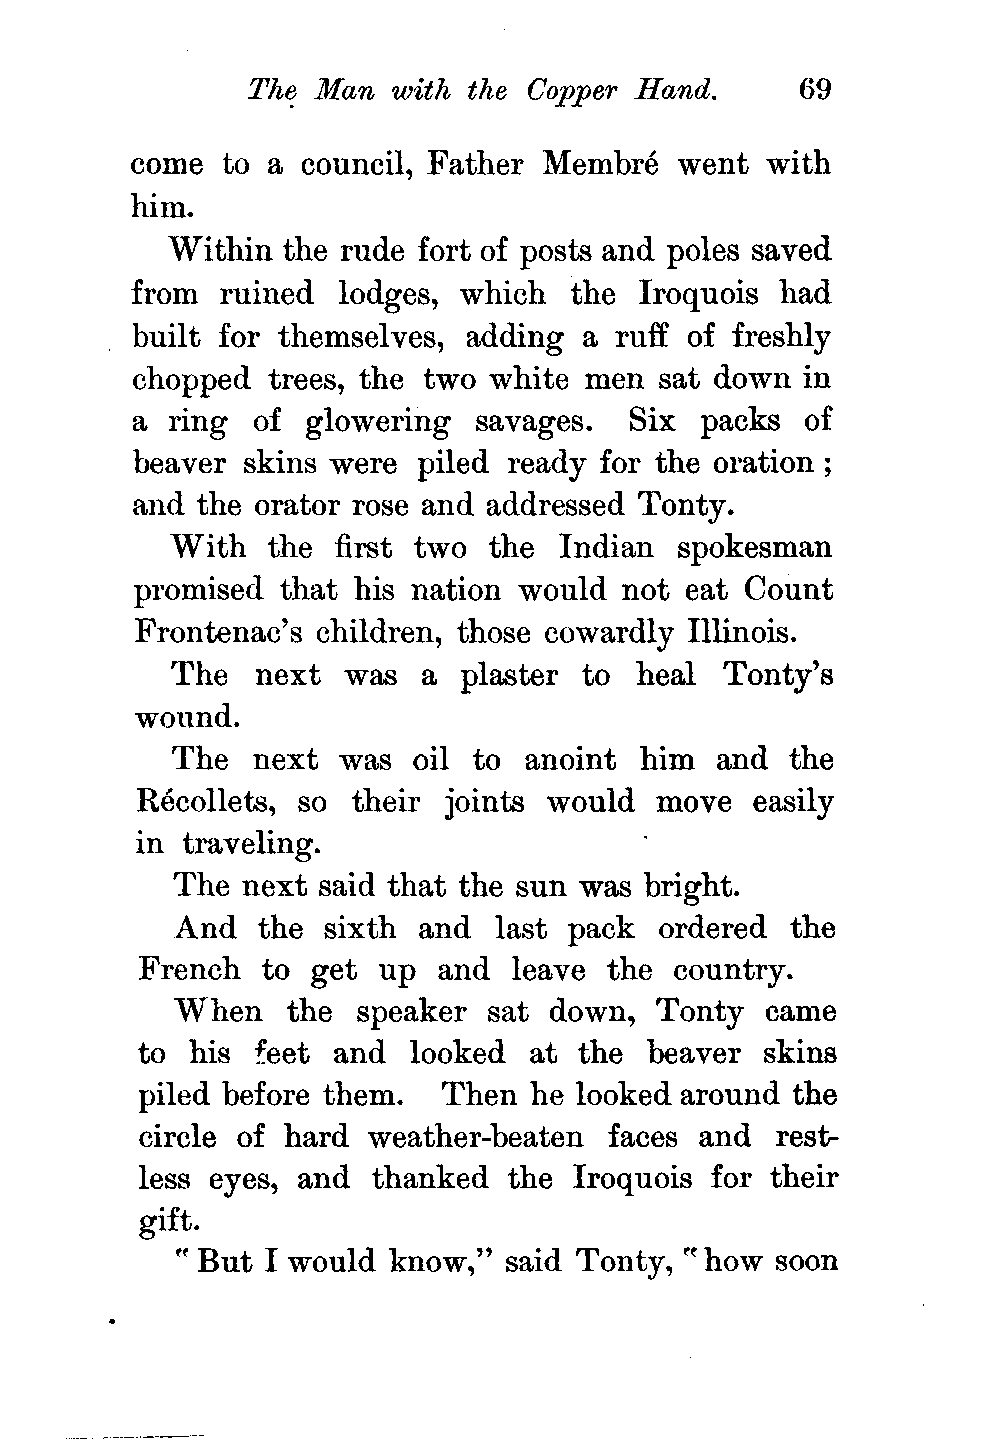 The Man with the Copper Hand. 69
come to a council, Father Membré went with
him.
Within the rude fort of posts and poles saved
from ruined lodges, which the Iroquois had
built for themselves, adding a ruff of freshly
chopped trees, the two white men sat down in
a ring of glowering savages. Six packs of
beaver skins were piled ready for the oration;
and the orator rose and addressed Tonty.
With the first two the Indian spokesman
promised that his nation would not eat Count
Frontenac's children, those cowardly Illinois.
The next was a plaster to heal Tonty's
wound.
The next was oil to anoint him and the
Récollets, so their joints would move easily
in traveling.
The next said that the sun was bright.
And the sixth and last pack ordered the
French to get up and leave the country.
When the speaker sat down, Tonty came
to his feet and looked at the beaver skins
piled before them. Then he looked around the
circle of hard weather-beaten faces and rest-
less eyes, and thanked the Iroquois for their
gift.
"But I would know," said Tonty, "how soon